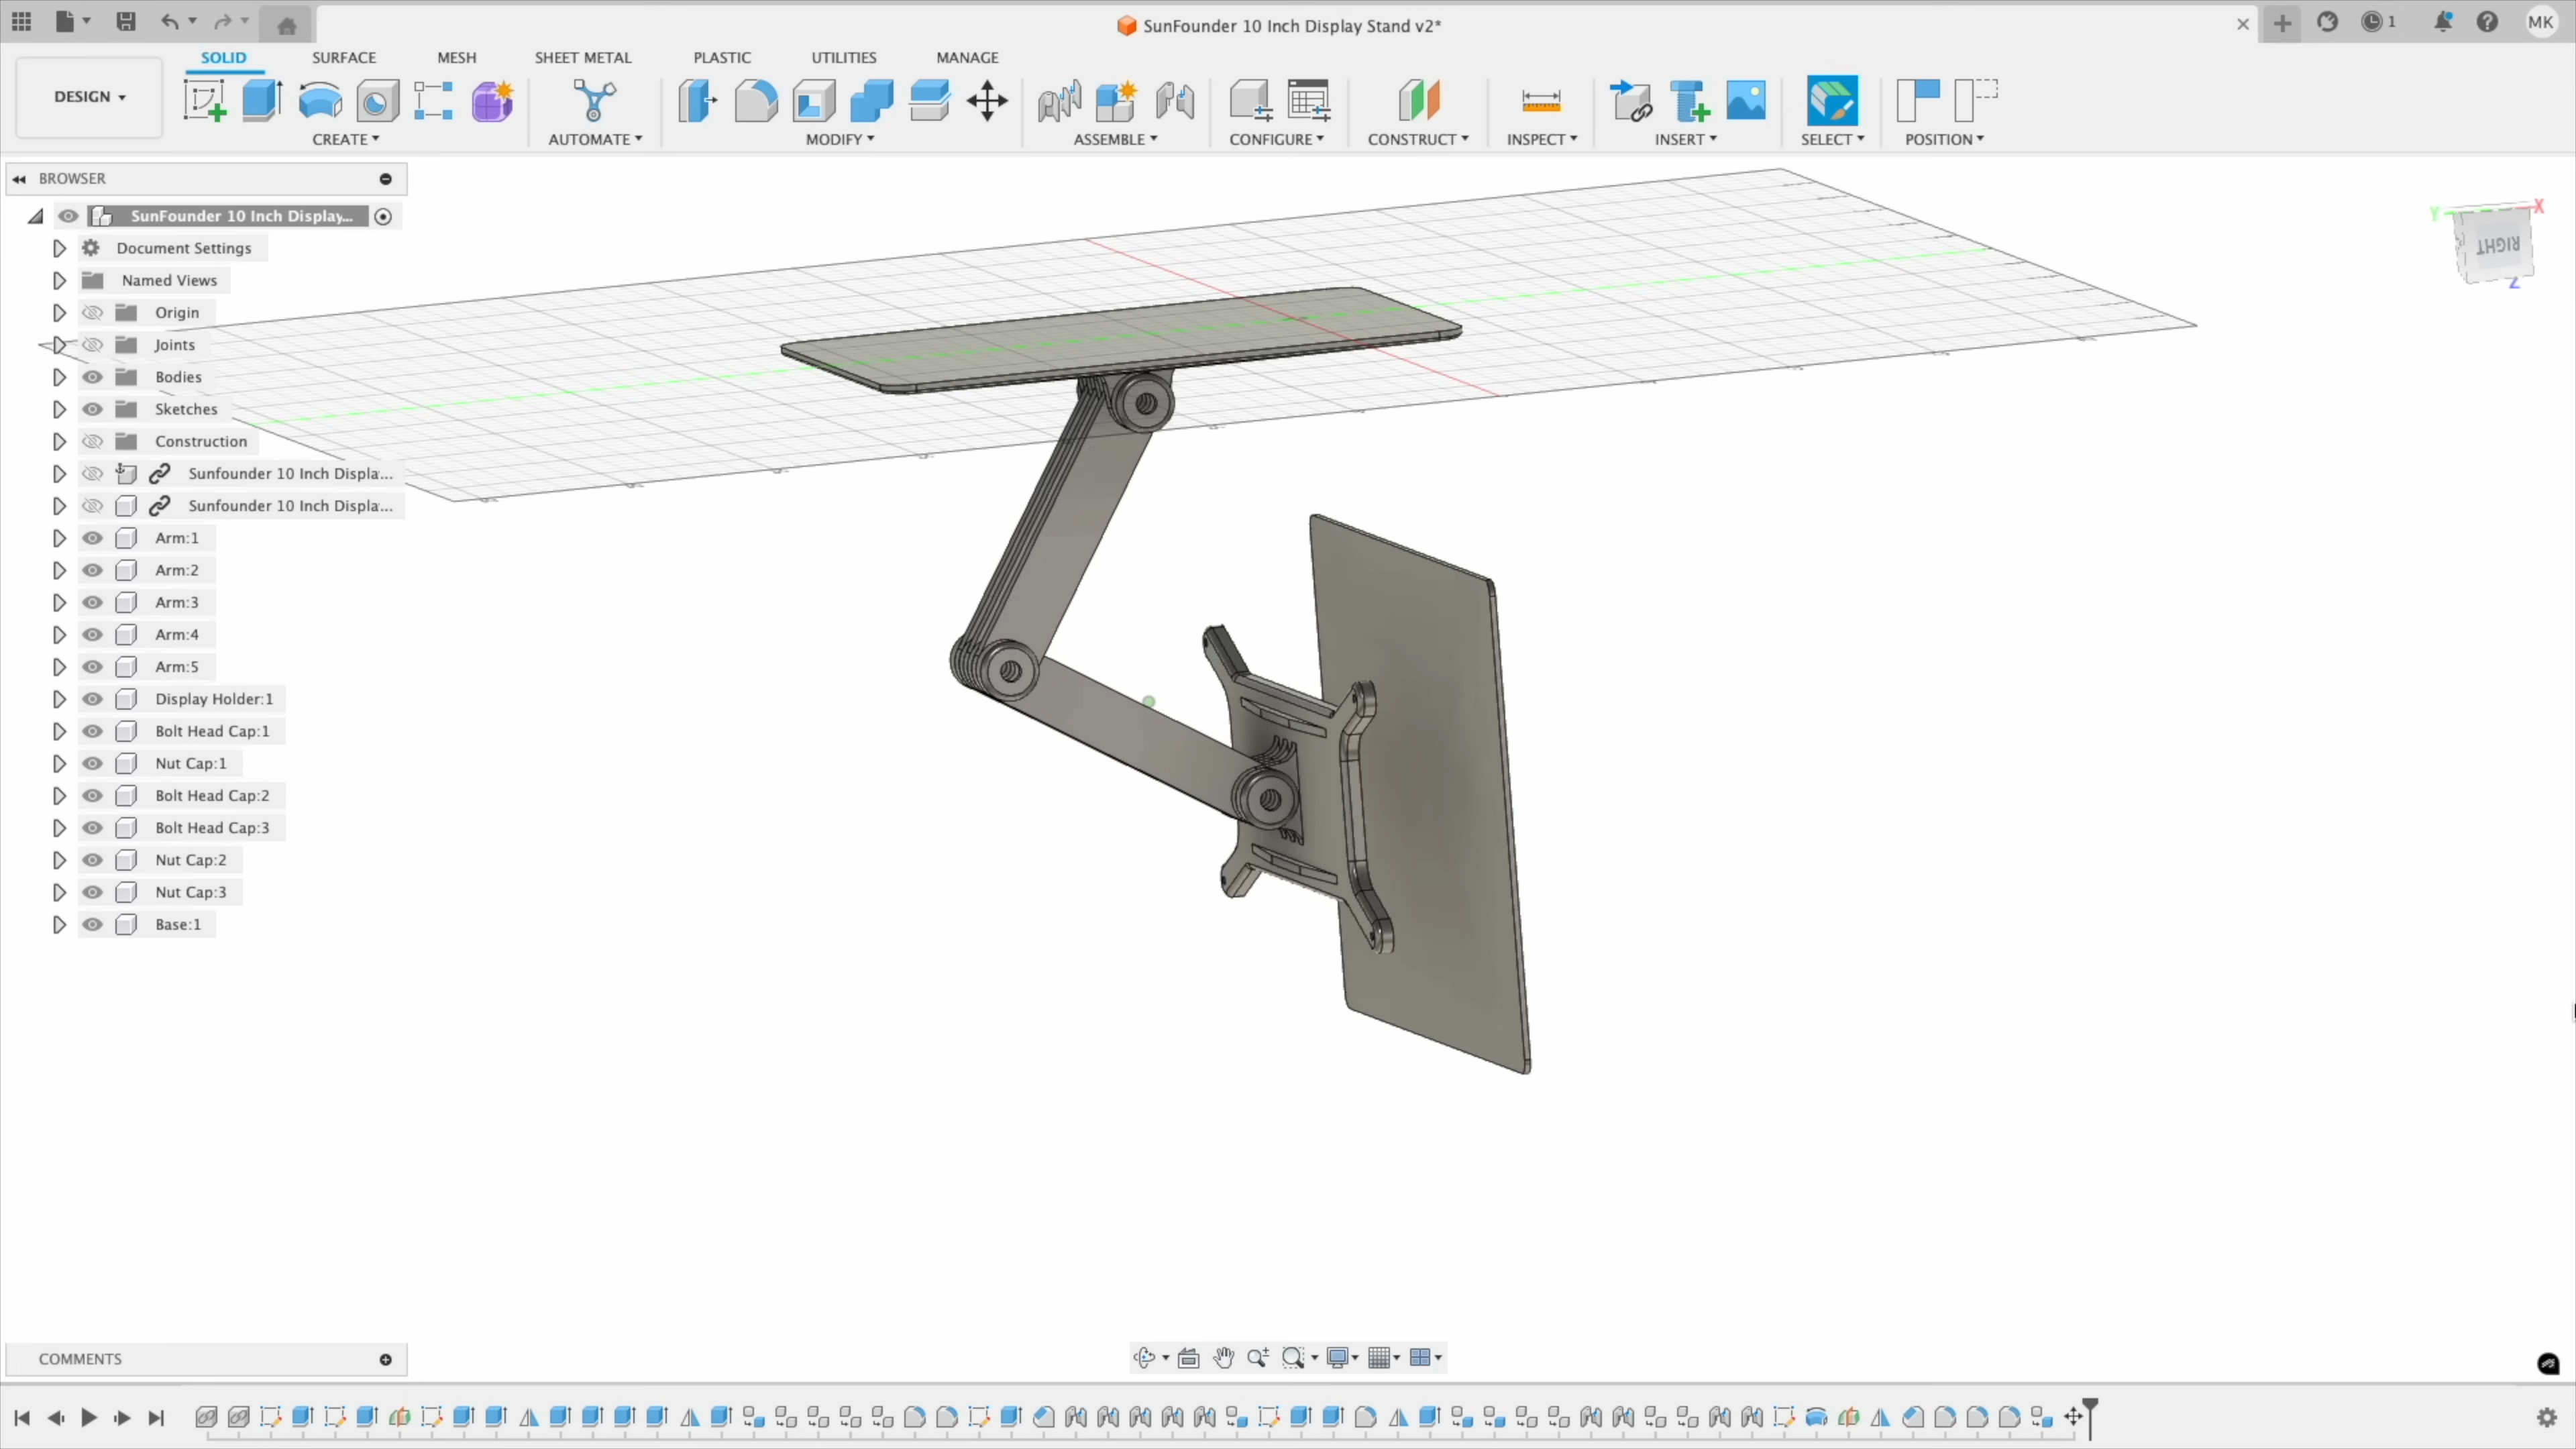 SunFounder 10 Inch Display Stand v2*
1
MK
SOLID
SURFACE
MESH
SHEET METAL
PLASTIC
UTILITIES
MANAGE
DESIGN
CREATE
AUTOMATE
MODIFY
ASSEMBLE
CONFIGURE
CONSTRUCT
INSPECT
INSERT
SELECT
POSITION
BROWSER
SunFounder 10 Inch Display...
Document Settings
Named Views
Origin
Joints
Bodies
Sketches
Construction
Sunfounder 10 Inch Displa...
Sunfounder 10 Inch Displa...
Arm:1
Arm:2
Arm:3
Arm:4
Arm:5
Display Holder:1
Bolt Head Cap:1
Nut Cap:1
Bolt Head Cap:2
Bolt Head Cap:3
Nut Cap:2
Nut Cap:3
Base:1
Y
X
RIGHT
Z
COMMENTS